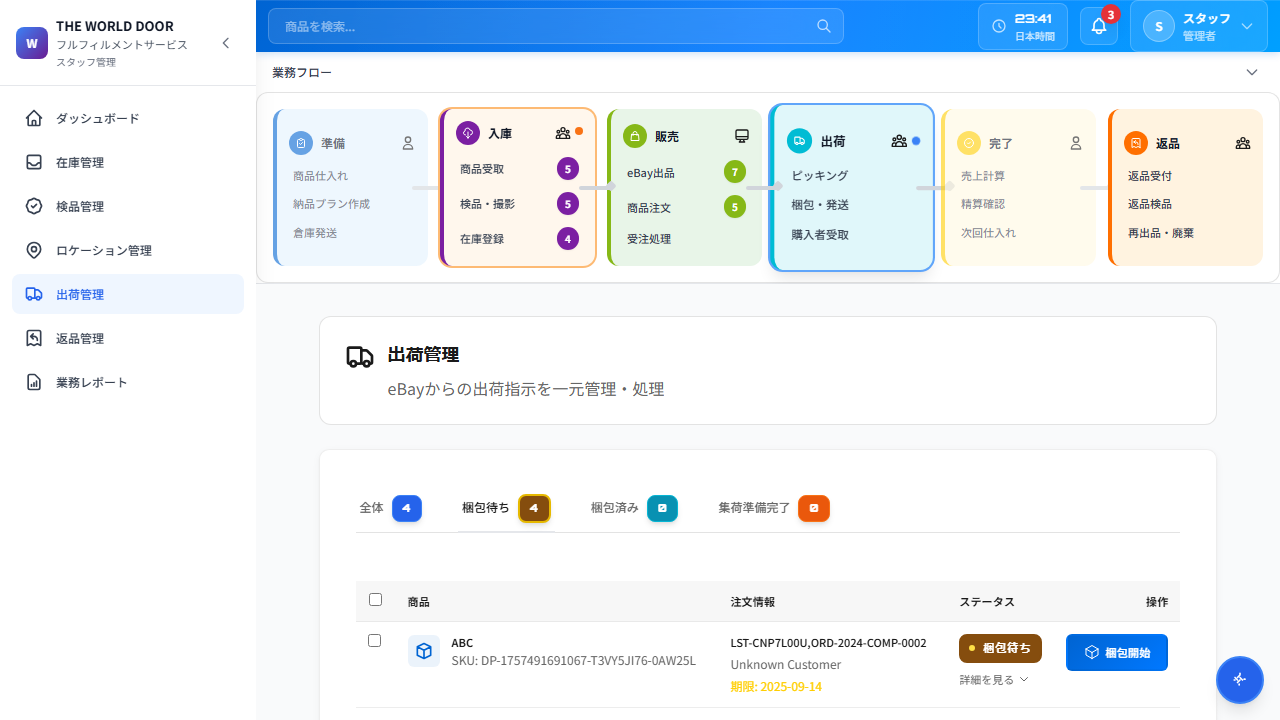 W
THE WORLD DOOR
フルフィルメントサービス
スタッフ管理
ダッシュボード
在庫管理
検品管理
ロケーション管理
出荷管理
返品管理
業務レポート
商品を検索...
23:41
日本時間
3
S
スタッフ
管理者
業務フロー
準備
商品仕入れ
納品プラン作成
倉庫発送
入庫
商品受取 5
検品・撮影 5
在庫登録 4
販売
eBay出品 7
商品注文 5
受注処理
出荷
ピッキング
梱包・発送
購入者受取
完了
売上計算
精算確認
次回仕入れ
返品
返品受付
返品検品
再出品・廃棄
出荷管理
eBayからの出荷指示を一元管理・処理
全体 4 梱包待ち 4 梱包済み 0 集荷準備完了 0
商品 注文情報 ステータス 操作
ABC
SKU: DP-1757491691067-T3VY5JI76-0AW25L
LST-CNP7L00U,ORD-2024-COMP-0002
Unknown Customer
期限: 2025-09-14
梱包待ち
詳細を見る
梱包開始